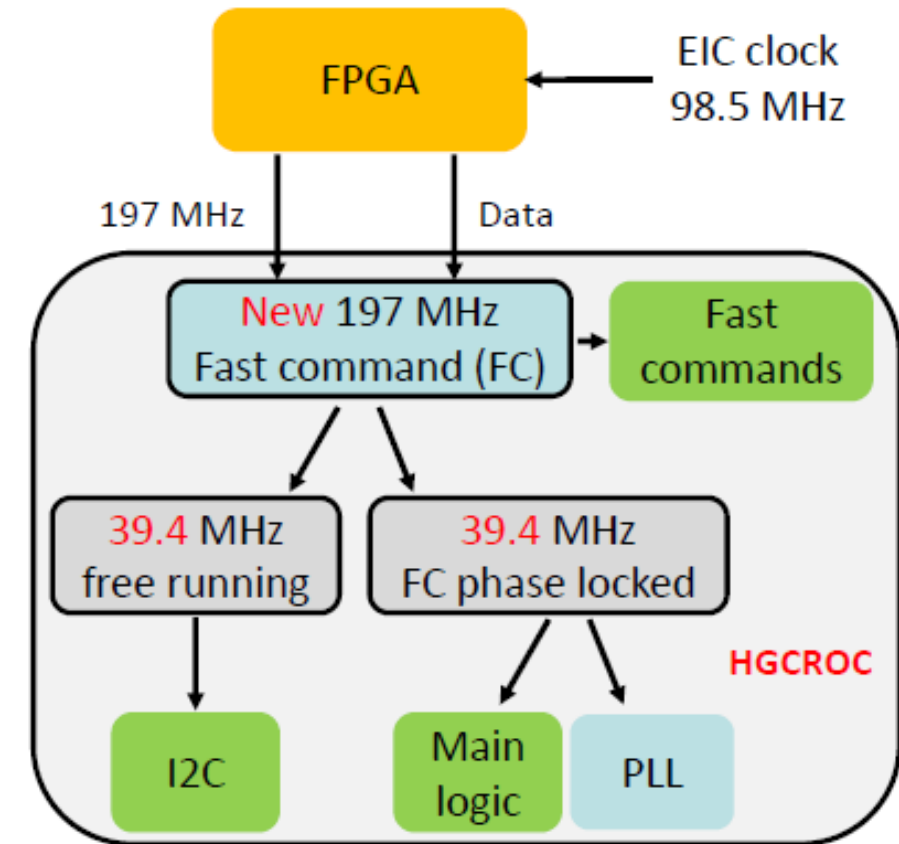 FPGA
EIC clock
98.5 MHz
197 MHz
Data
New 197 MHz
Fast command (FC)
Fast
commands
39.4 MHz
free running
39.4 MHz
FC phase locked
HGCROC
I2C
Main
logic
PLL